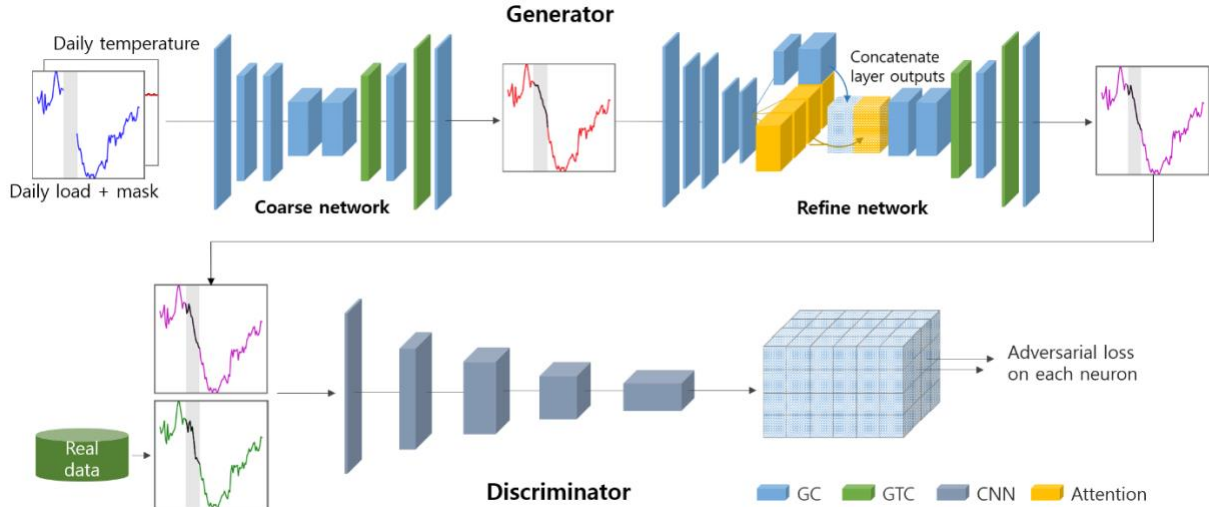 Generator
Daily temperature
Daily load + mask
Coarse network
Concatenate
layer outputs
Refine network
Real
data
Discriminator
Adversarial loss
on each neuron
GC
GTC
CNN
Attention